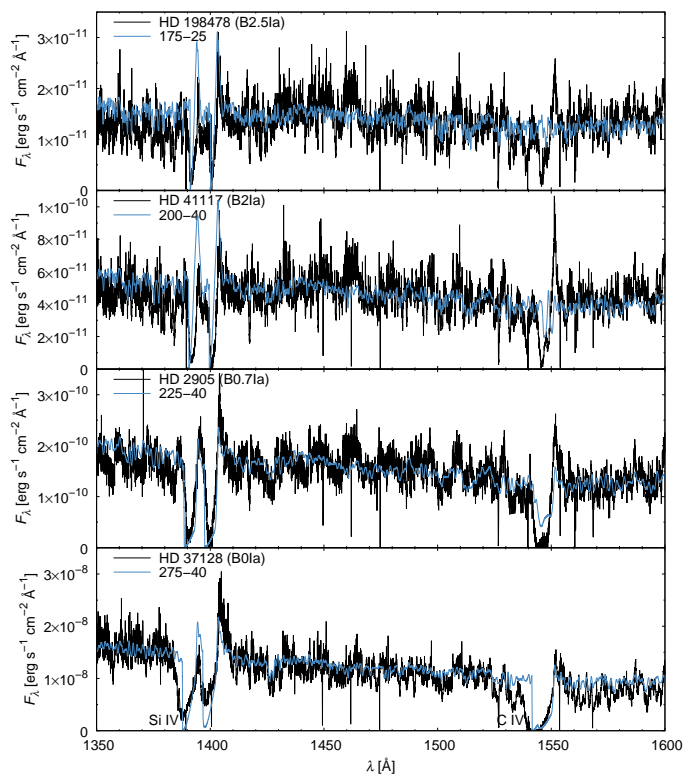 HD 198478 (B2.5Ia)
175−25
3×10⁻¹¹
2×10⁻¹¹
1×10⁻¹¹
0
Fλ [erg s⁻¹ cm⁻² Å⁻¹]
HD 41117 (B2Ia)
200−40
1×10⁻¹⁰
8×10⁻¹¹
6×10⁻¹¹
4×10⁻¹¹
2×10⁻¹¹
0
Fλ [erg s⁻¹ cm⁻² Å⁻¹]
HD 2905 (B0.7Ia)
225−40
3×10⁻¹⁰
2×10⁻¹⁰
1×10⁻¹⁰
0
Fλ [erg s⁻¹ cm⁻² Å⁻¹]
HD 37128 (B0Ia)
275−40
3×10⁻⁸
2×10⁻⁸
1×10⁻⁸
0
Fλ [erg s⁻¹ cm⁻² Å⁻¹]
Si IV C IV
1350 1400 1450 1500 1550 1600
λ [Å]